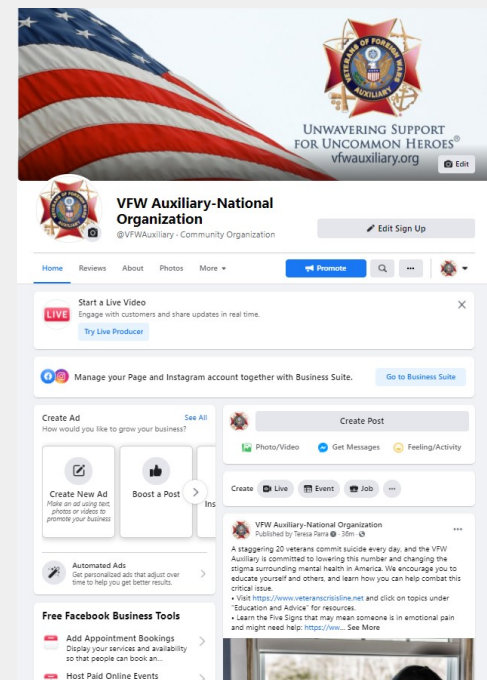 VETERANS OF FOREIGN WARS
AUXILIARY
UNWAVERING SUPPORT
FOR UNCOMMON HEROES®
vfwauxiliary.org
Edit
VFW Auxiliary-National
Organization
@VFWAuxiliary · Community Organization
Edit Sign Up
Home Reviews About Photos More
Promote
LIVE
Start a Live Video
Engage with customers and share updates in real time.
Try Live Producer
Manage your Page and Instagram account together with Business Suite.
Go to Business Suite
Create Ad See All
How would you like to grow your business?
Create New Ad
Make an ad using text,
photos or videos to
promote your business
Boost a Post
Ins
Automated Ads
Get personalized ads that adjust over
time to help you get better results.
Free Facebook Business Tools
Add Appointment Bookings
Display your services and availability
so that people can book an...
Host Paid Online Events
Create Post
Photo/Video Get Messages Feeling/Activity
Create Live Event Job
VFW Auxiliary-National Organization
Published by Teresa Parra · 36m
A staggering 20 veterans commit suicide every day, and the VFW
Auxiliary is committed to lowering this number and changing the
stigma surrounding mental health in America. We encourage you to
educate yourself and others, and learn how you can help combat this
critical issue.
• Visit https://www.veteranscrisisline.net and click on topics under
"Education and Advice" for resources.
• Learn the Five Signs that may mean someone is in emotional pain
and might need help: https://ww... See More